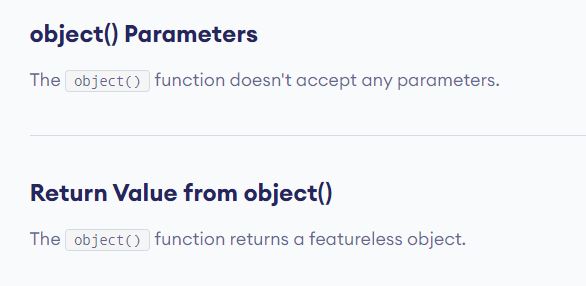 object() Parameters
The object() function doesn't accept any parameters.
Return Value from object()
The object() function returns a featureless object.